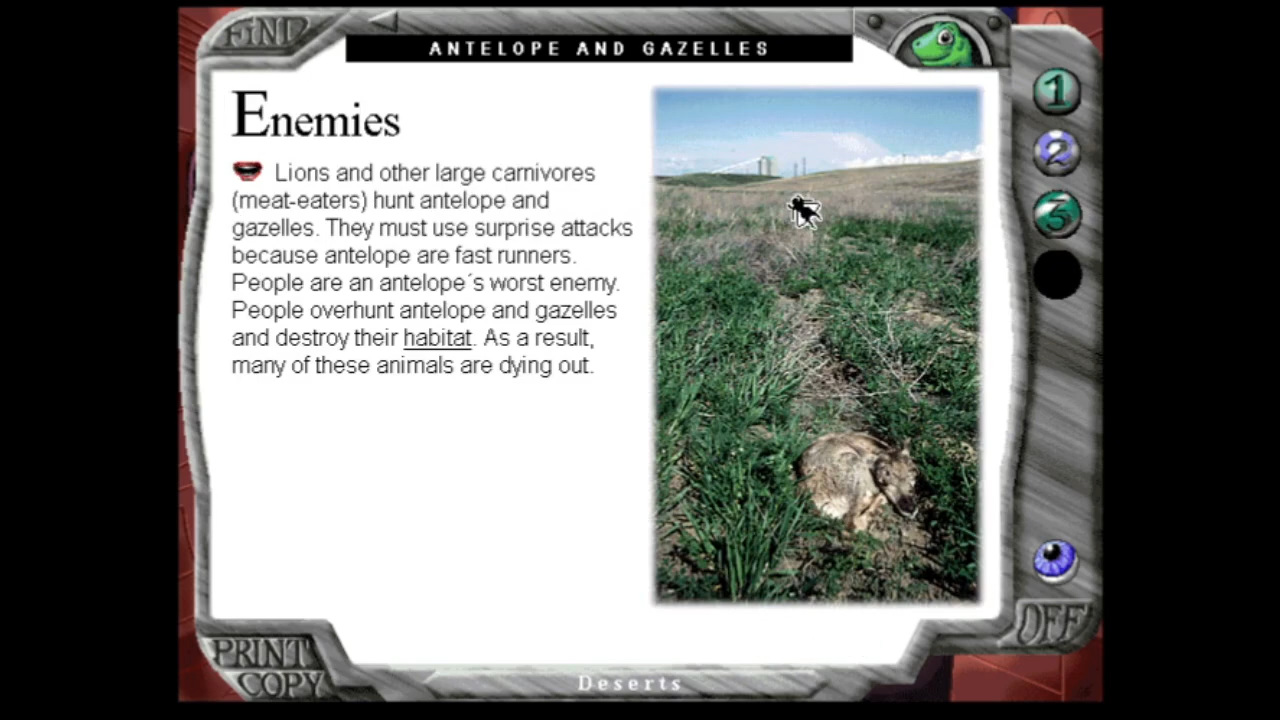 FIND
ANTELOPE AND GAZELLES
Enemies
Lions and other large carnivores
(meat-eaters) hunt antelope and
gazelles. They must use surprise attacks
because antelope are fast runners.
People are an antelope´s worst enemy.
People overhunt antelope and gazelles
and destroy their habitat. As a result,
many of these animals are dying out.
1
2
3
OFF
PRINT
COPY
Deserts